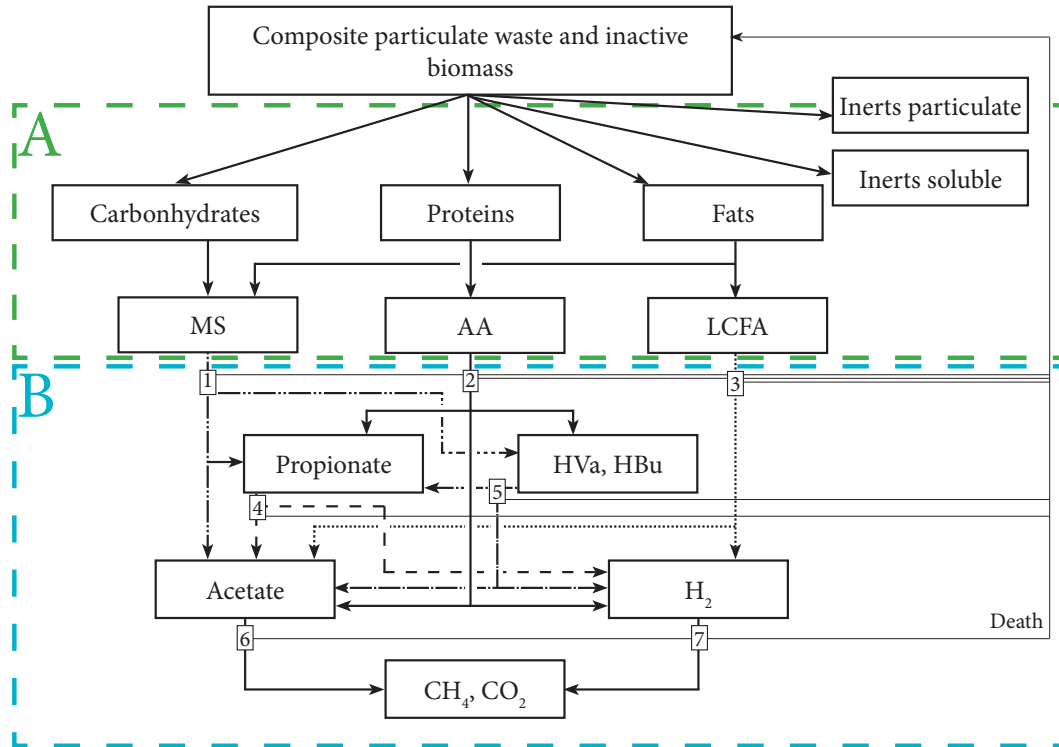 Composite particulate waste and inactive
biomass
A
Inerts particulate
Inerts soluble
Carbonhydrates
Proteins
Fats
MS
AA
LCFA
B
1
2
3
Propionate
HVa, HBu
4
5
Acetate
H₂
Death
6
7
CH₄, CO₂